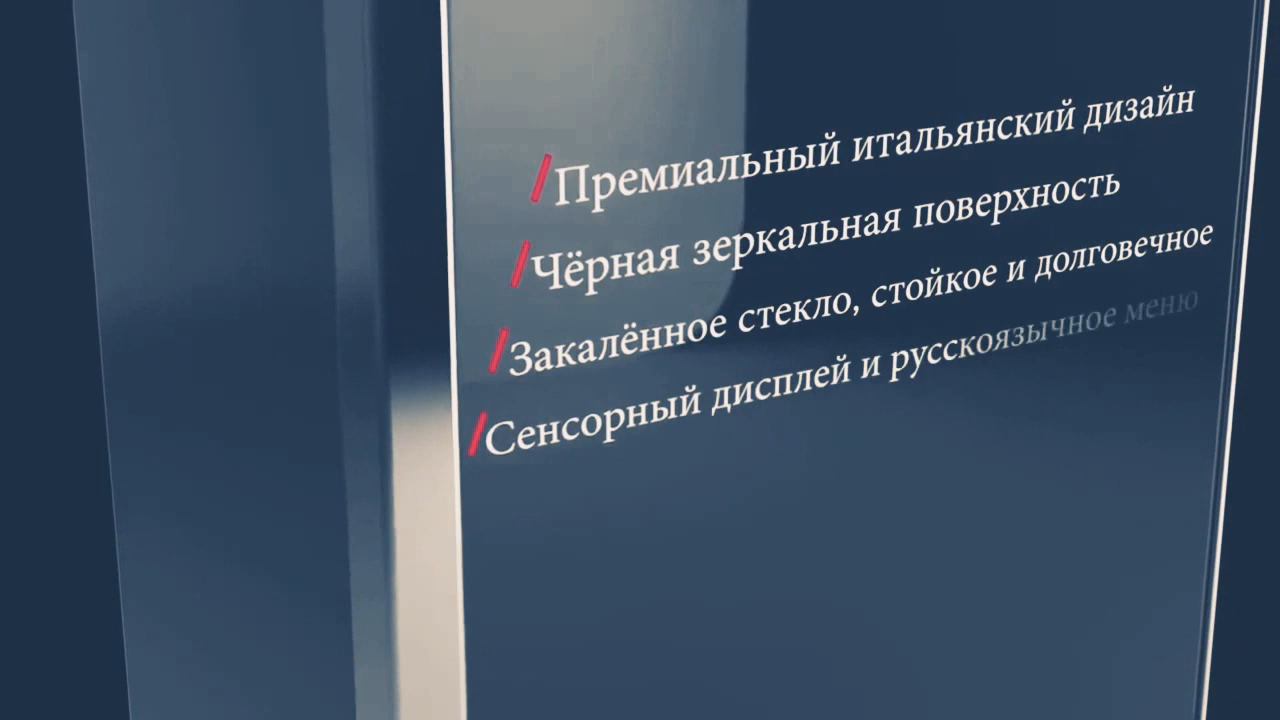 Премиальный итальянский дизайн
Чёрная зеркальная поверхность
Закалённое стекло, стойкое и долговечное
Сенсорный дисплей и русскоязычное меню